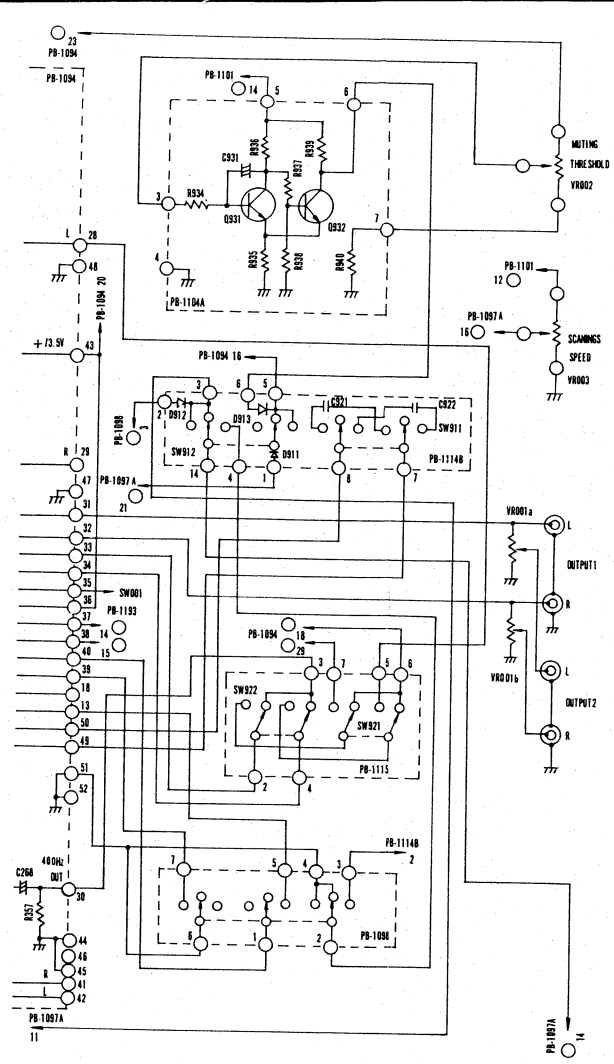 23
PB-1094
PB-1094
PB-1101
14
5
6
MUTING
THRESHOLD
VR002
R936
R939
C931
R937
3
R934
Q931
Q932
7
L
28
4
R935
R938
R940
PB-1101
12
48
PB-1104A
PB-1094 20
PB-1097A
16
SCANINGS
SPEED
VR003
+13.5V
43
PB-1094 16
3
6
5
2
D912
C921
C922
PB-1098
3
D913
SW911
SW912
D911
PB-1114B
R
29
14
4
1
8
7
PB-1097A
21
47
31
VR001a
L
32
33
OUTPUT1
34
35
SW001
36
PB-1193
37
PB-1094
18
R
38
14
29
40
15
3
7
5
6
VR001b
39
SW922
L
18
SW921
OUTPUT2
13
50
R
49
2
4
PB-1115
51
52
PB-1114B
2
7
5
4
3
C268
400Hz
OUT
30
R357
6
1
2
PB-1098
44
46
45
R
41
L
42
PB-1097A
11
PB-1097A
14